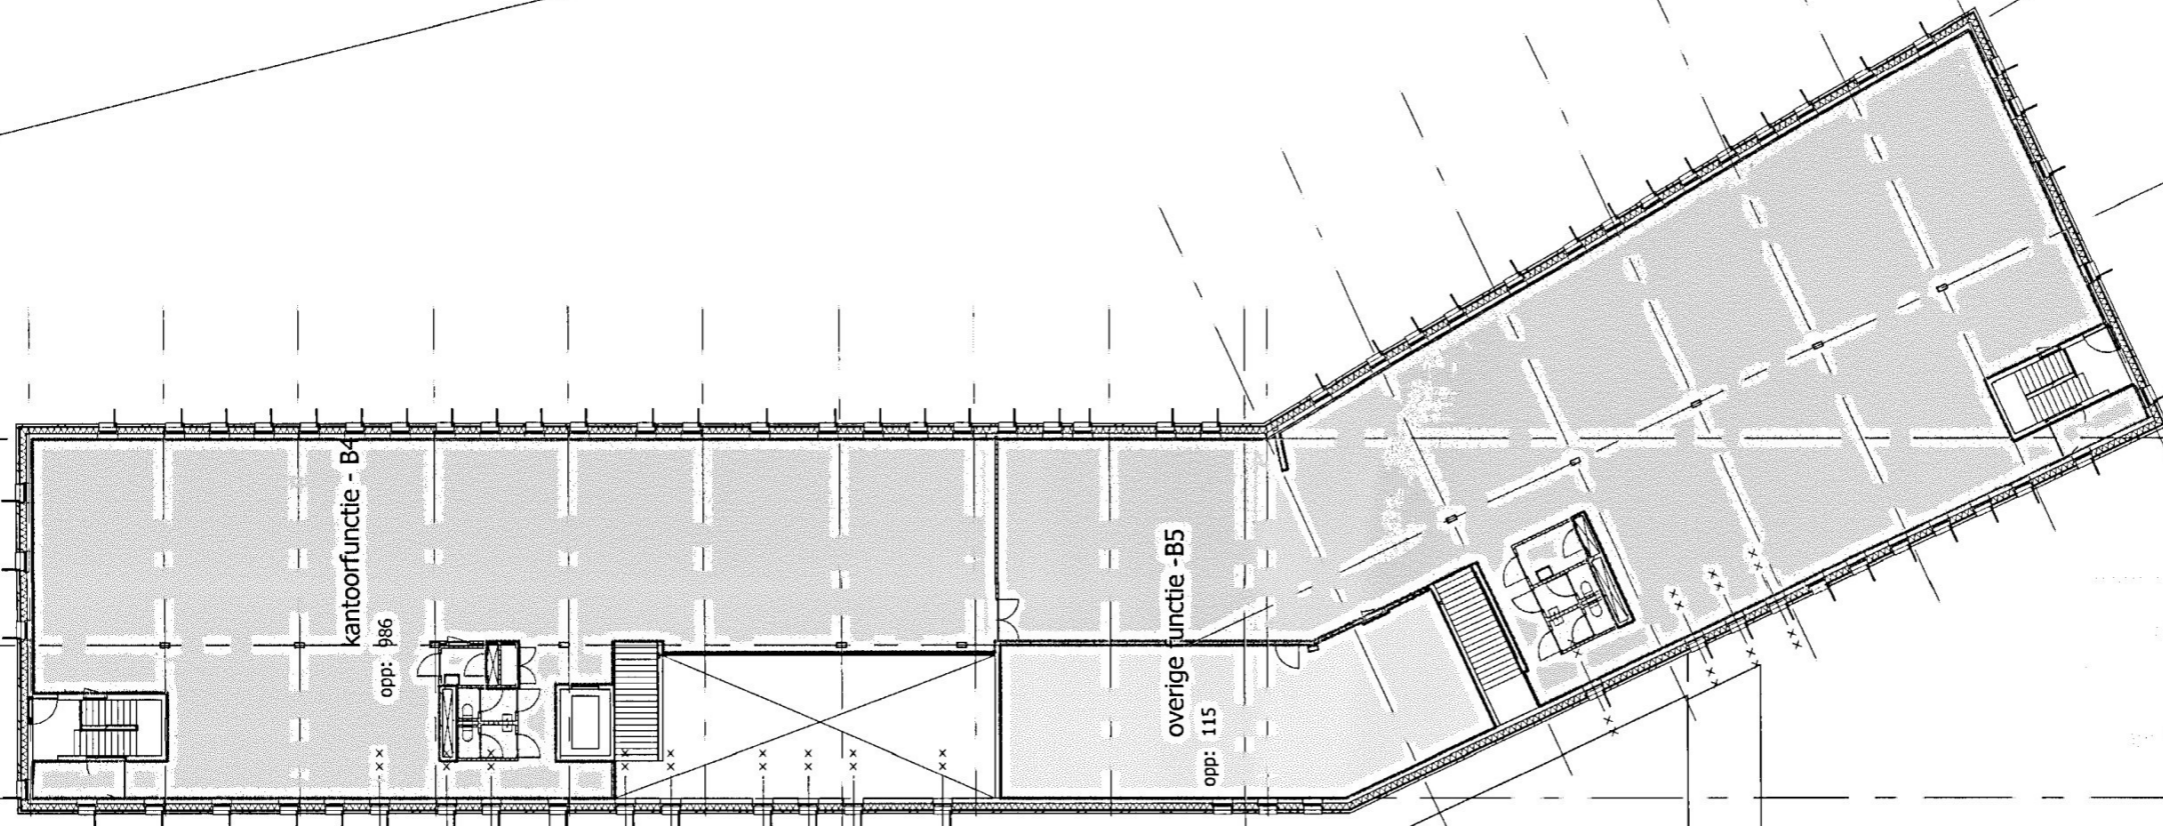 kantoorfunctie - B4
opp: 986
overige functie -B5
opp: 115